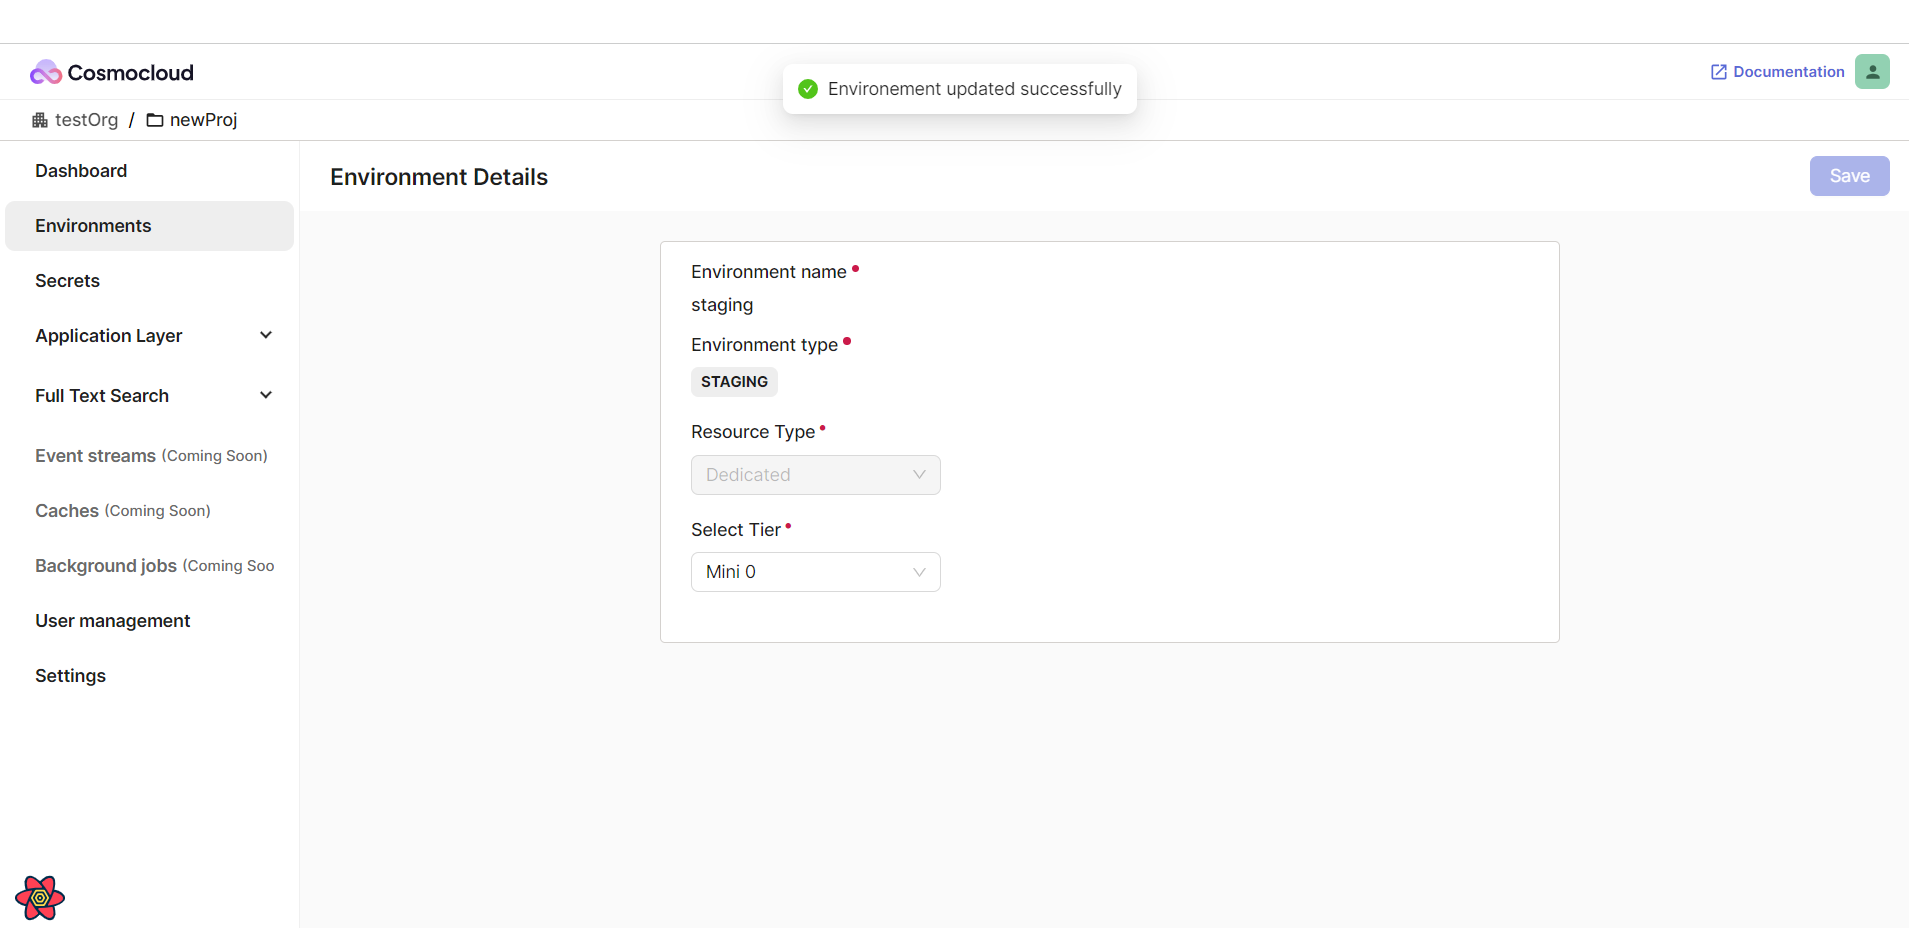 Cosmocloud
Environement updated successfully
Documentation
testOrg / newProj
Dashboard
Environments
Secrets
Application Layer
Full Text Search
Event streams (Coming Soon)
Caches (Coming Soon)
Background jobs (Coming Soo
User management
Settings
Environment Details
Save
Environment name
staging
Environment type
STAGING
Resource Type
Dedicated
Select Tier
Mini 0